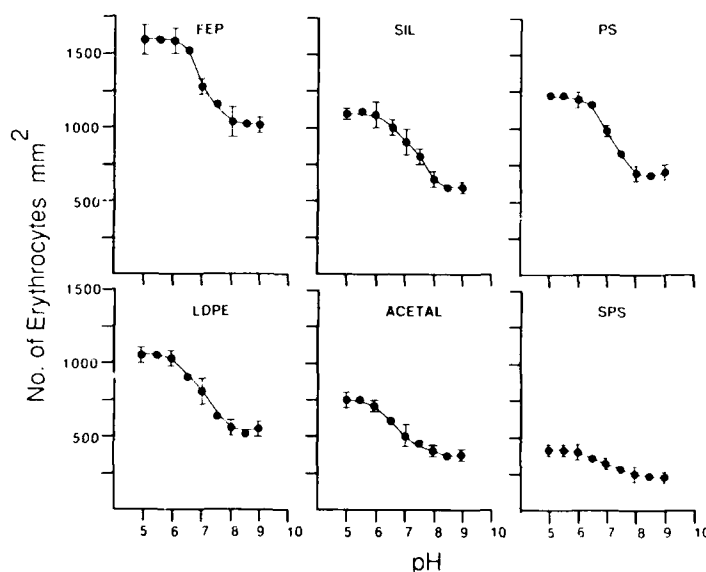 FEP SIL PS
1500
1000
500
No. of Erythrocytes mm2
LDPE ACETAL SPS
1500
1000
500
5 6 7 8 9 10 5 6 7 8 9 10 5 6 7 8 9 10
pH